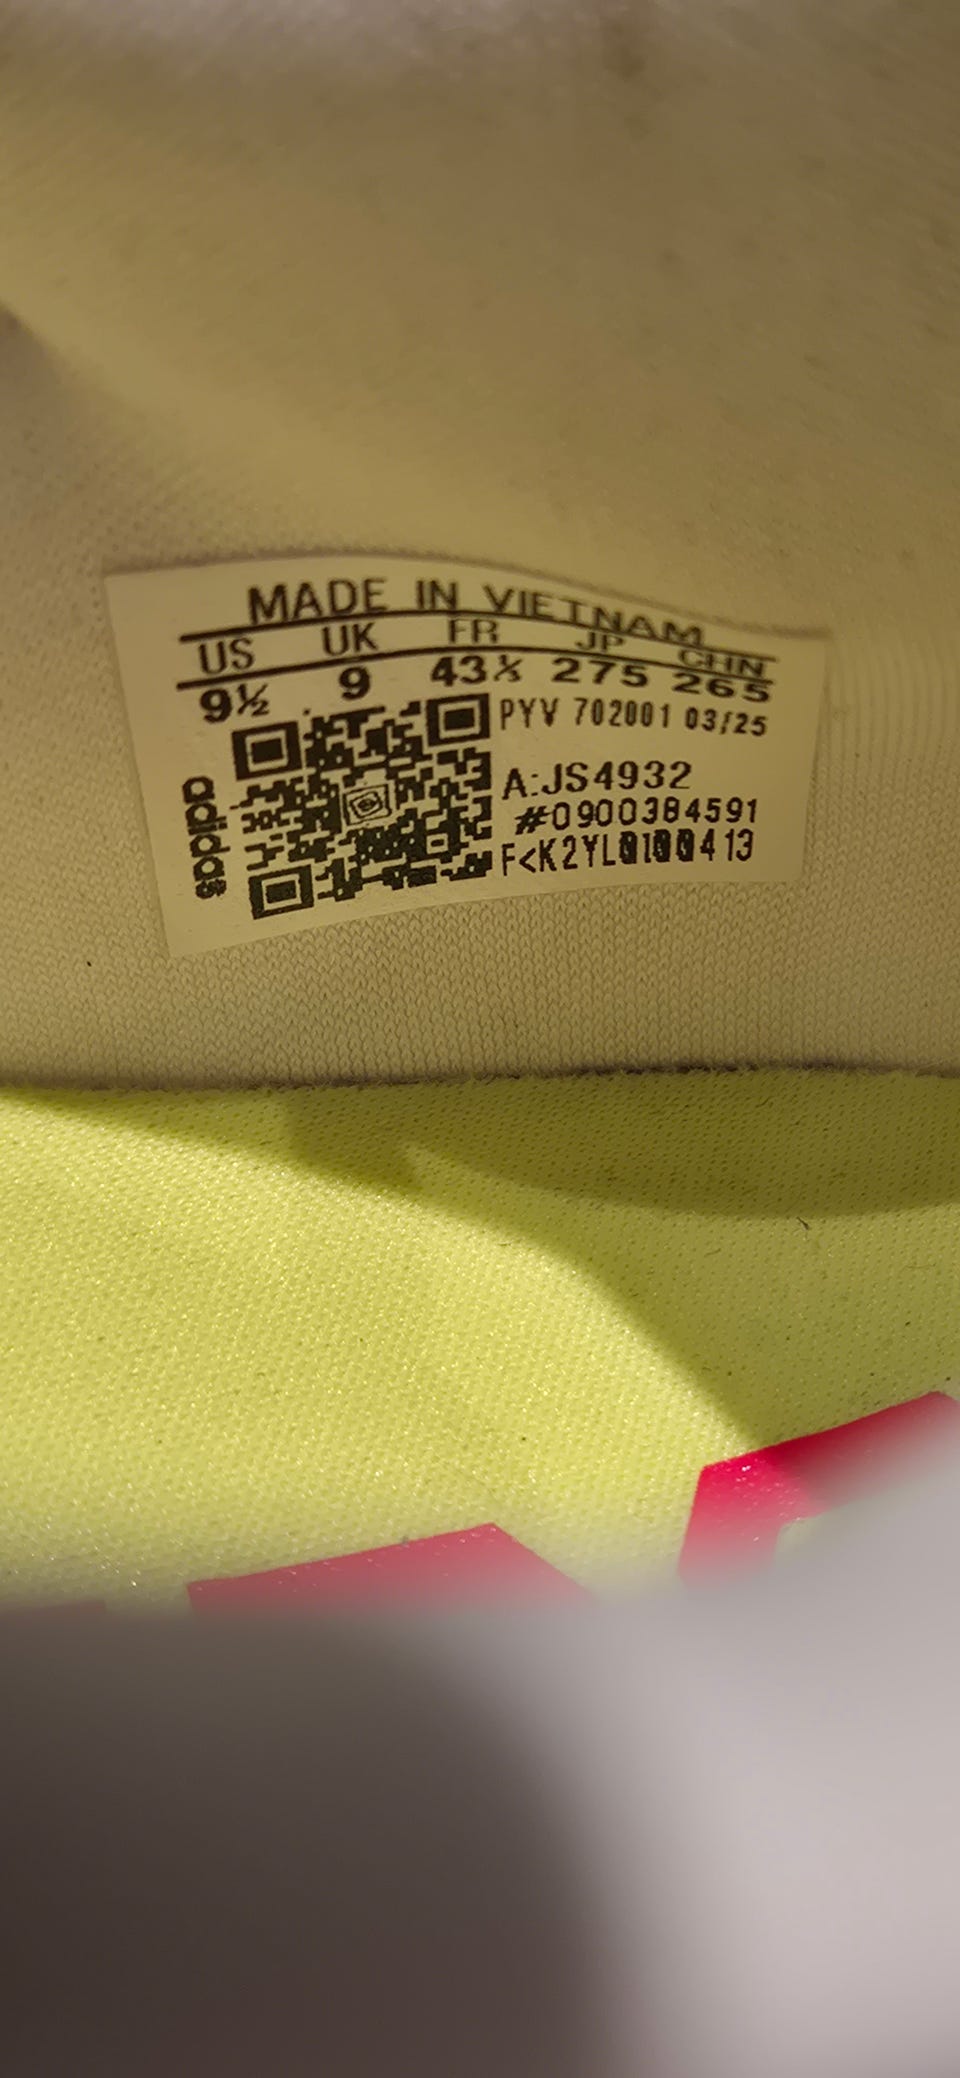 MADE IN VIETNAM
US UK FR JP CHN
9½ 9 43⅓ 275 265
PYV 702001 03/25
A:JS4932
#0900384591
F<K2YL0100413
adidas